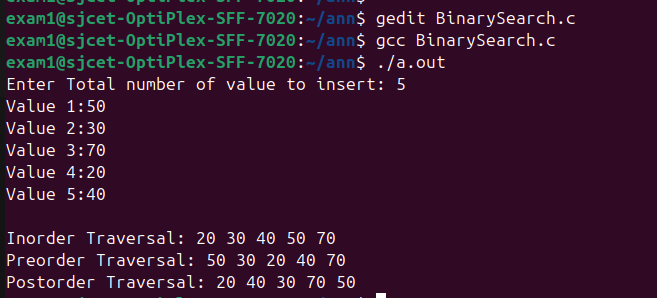 exam1@sjcet-OptiPlex-SFF-7020:~/ann$ gedit BinarySearch.c
exam1@sjcet-OptiPlex-SFF-7020:~/ann$ gcc BinarySearch.c
exam1@sjcet-OptiPlex-SFF-7020:~/ann$ ./a.out
Enter Total number of value to insert: 5
Value 1:50
Value 2:30
Value 3:70
Value 4:20
Value 5:40

Inorder Traversal: 20 30 40 50 70
Preorder Traversal: 50 30 20 40 70
Postorder Traversal: 20 40 30 70 50